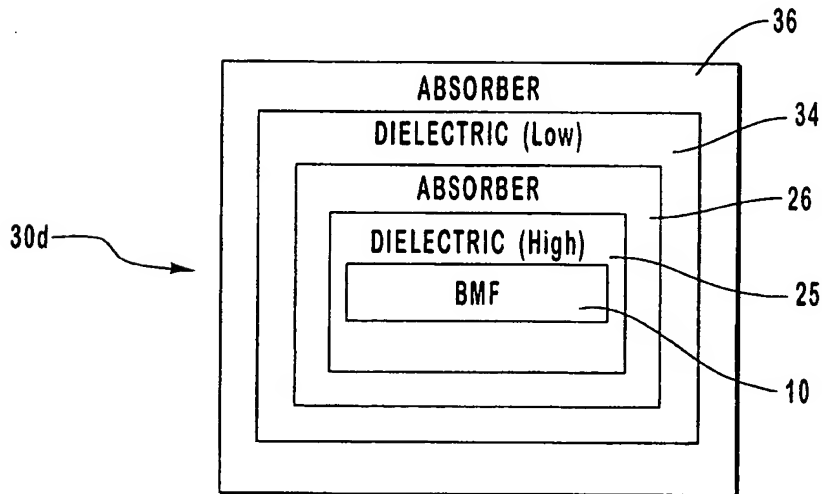 36
ABSORBER
34
DIELECTRIC (Low)
ABSORBER
26
30d
DIELECTRIC (High)
25
BMF
10